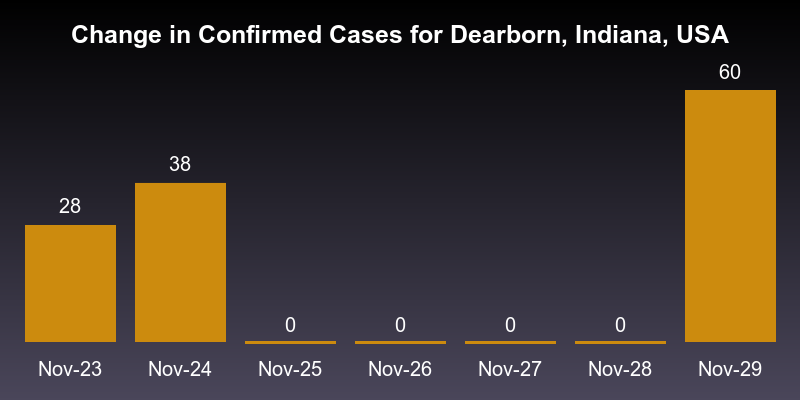 Change in Confirmed Cases for Dearborn, Indiana, USA
60
38
28
0 0 0 0
Nov-23 Nov-24 Nov-25 Nov-26 Nov-27 Nov-28 Nov-29